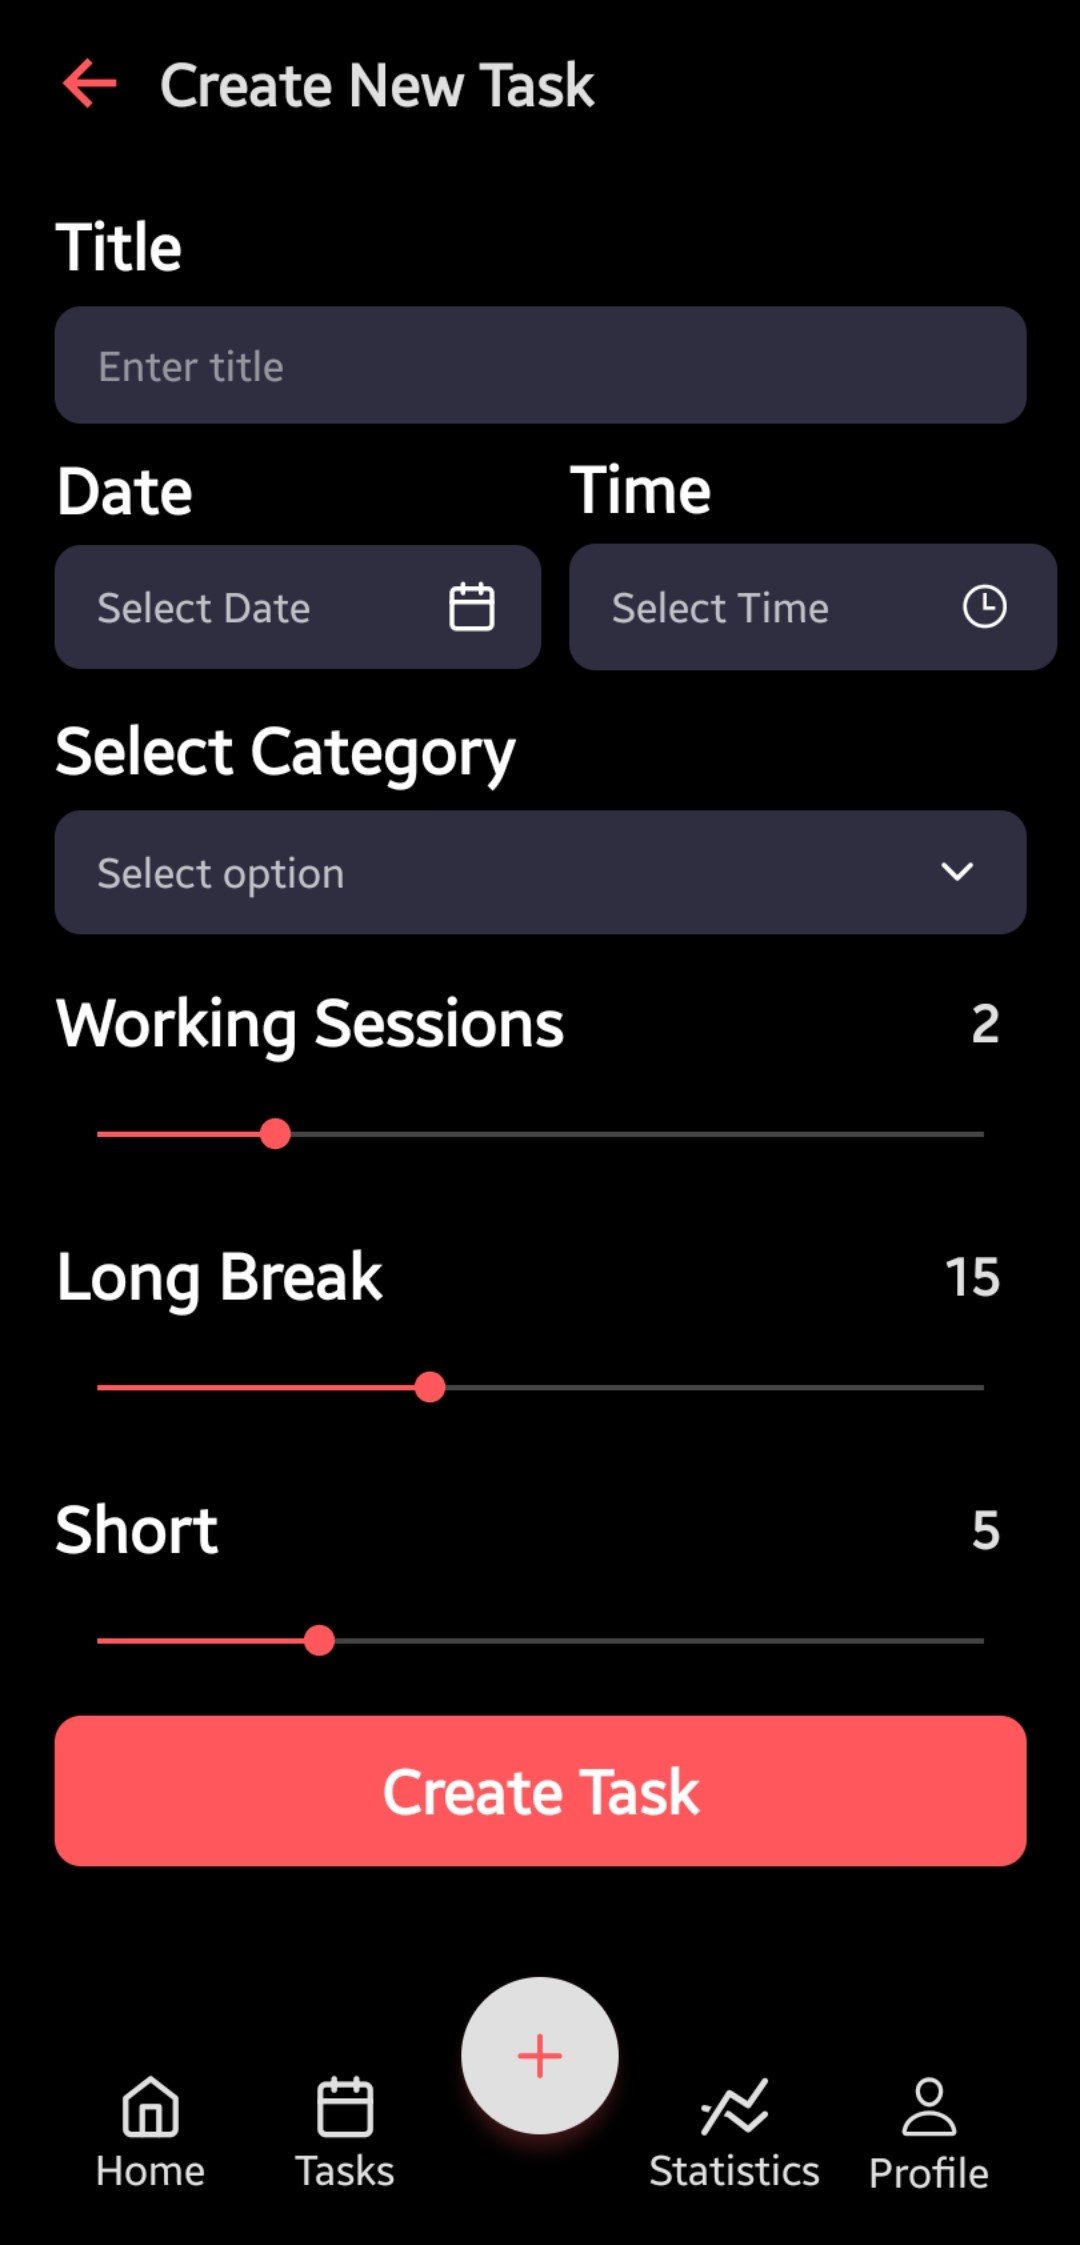 Create New Task
Title
Enter title
Date Time
Select Date Select Time
Select Category
Select option
Working Sessions 2
Long Break 15
Short 5
Create Task
Home Tasks Statistics Profile